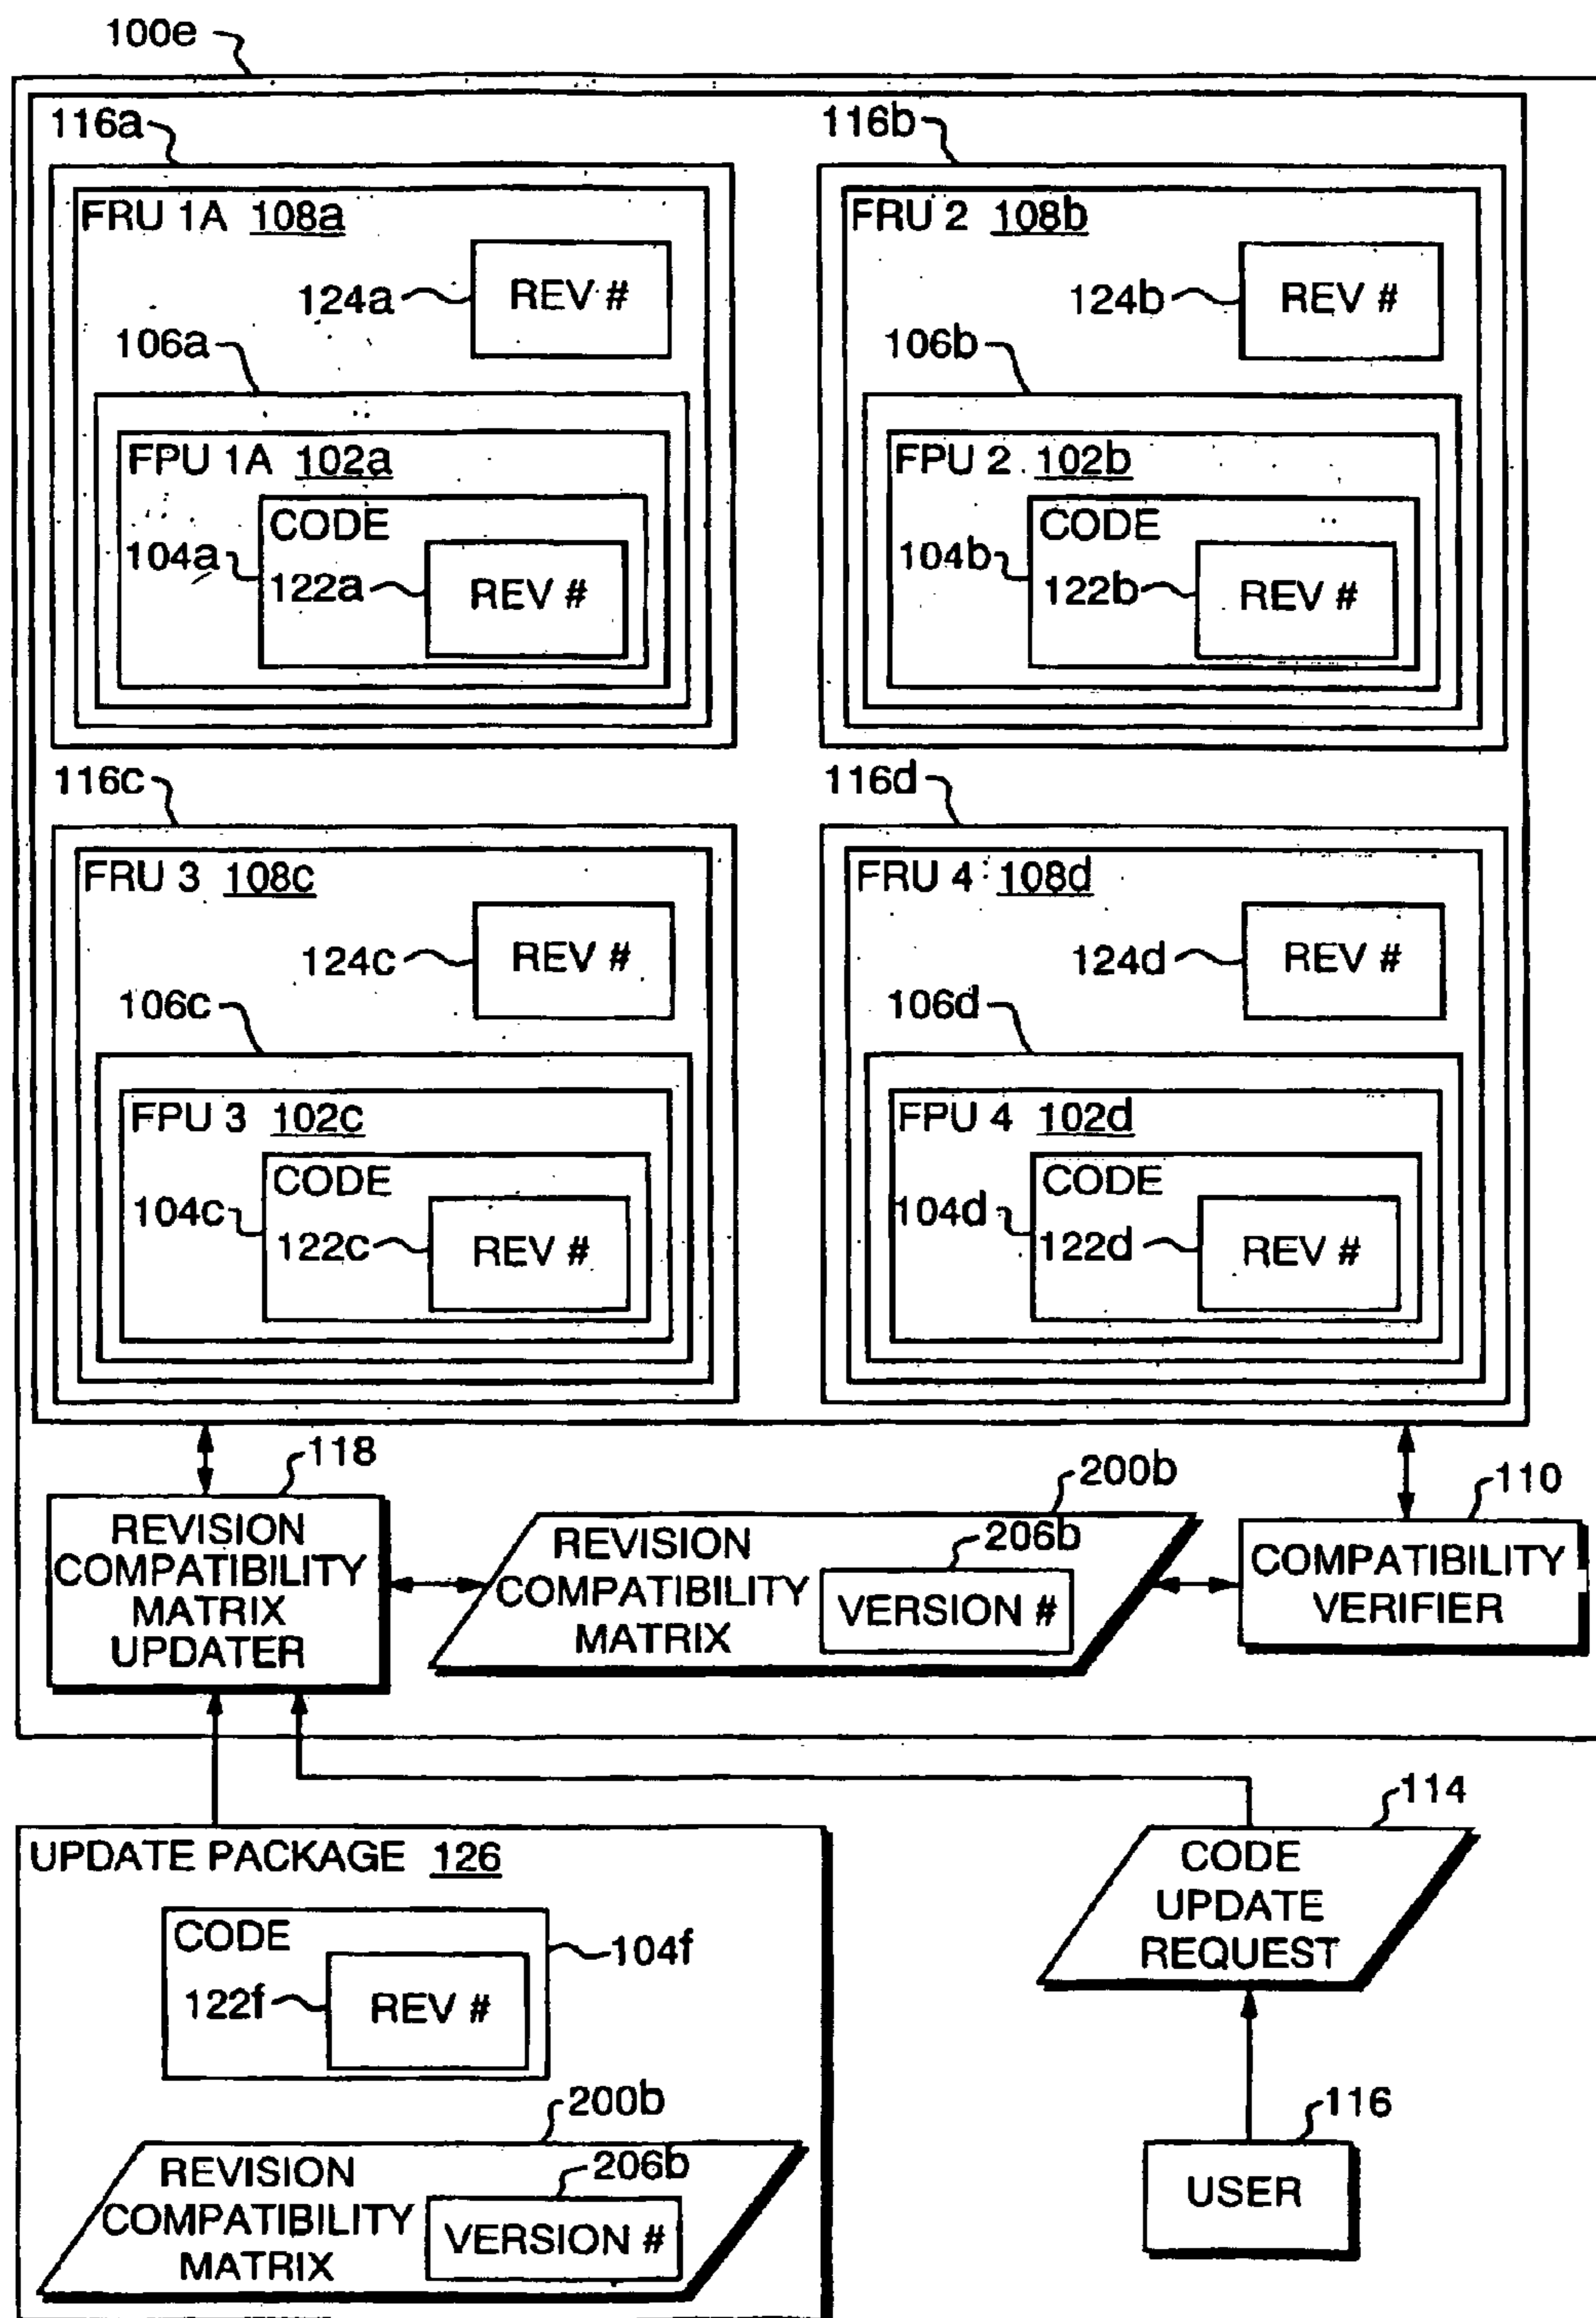 100e
116a
116b
FRU 1A 108a
FRU 2 108b
124a
REV #
124b
REV #
106a
106b
FPU 1A 102a
FPU 2 102b
CODE
CODE
104a
104b
122a
REV #
122b
REV #
116c
116d
FRU 3 108c
FRU 4 108d
124c
REV #
124d
REV #
106c
106d
FPU 3 102c
FPU 4 102d
CODE
CODE
104c
104d
122c
REV #
122d
REV #
118
200b
110
REVISION
COMPATIBILITY
MATRIX
UPDATER
REVISION
COMPATIBILITY
MATRIX
206b
VERSION #
COMPATIBILITY
VERIFIER
114
UPDATE PACKAGE 126
CODE
UPDATE
REQUEST
CODE
104f
122f
REV #
200b
116
REVISION
COMPATIBILITY
MATRIX
206b
VERSION #
USER